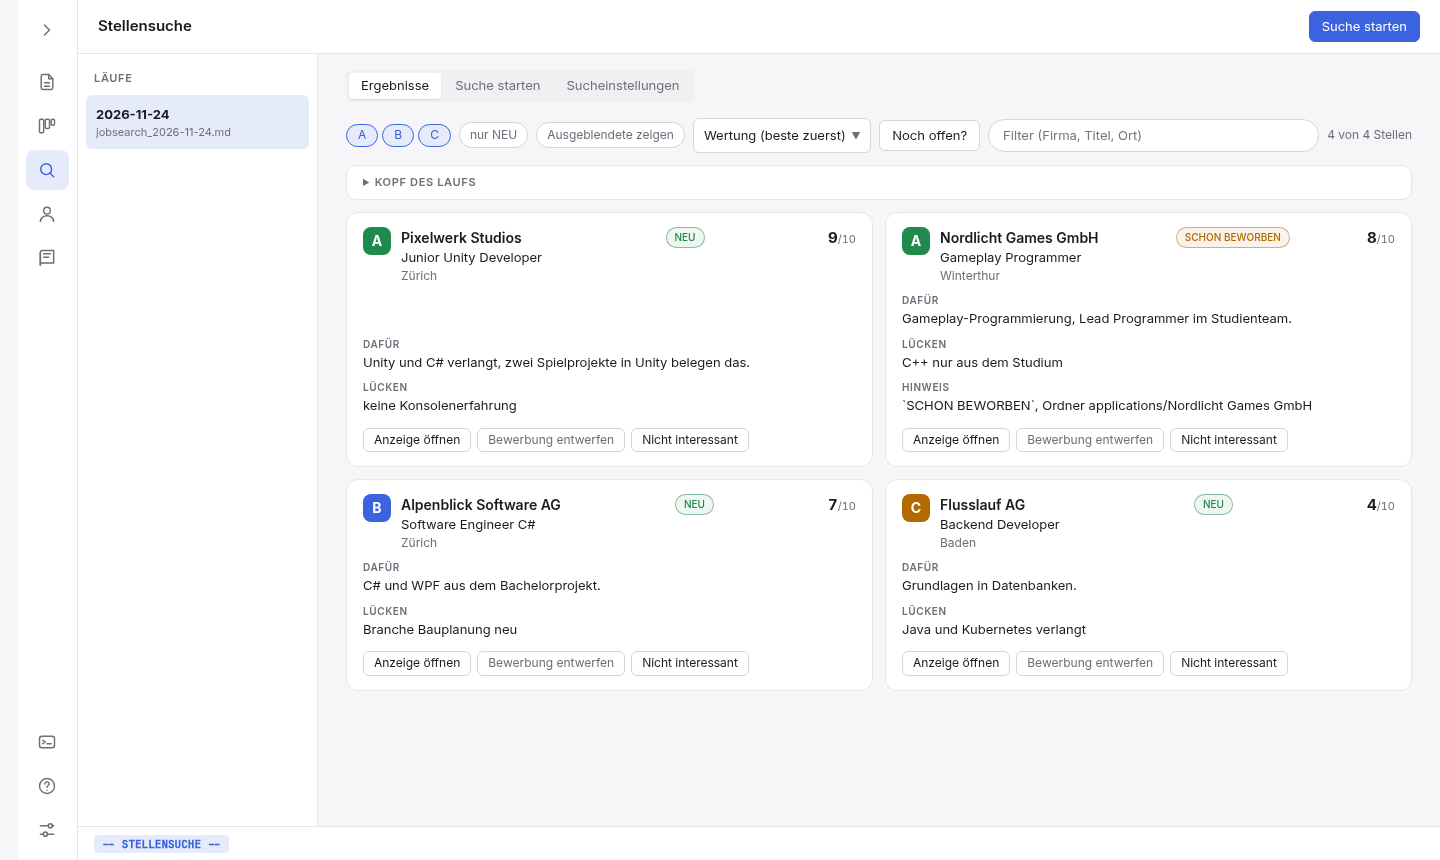 Stellensuche
Suche starten
LÄUFE
2026-11-24
jobsearch_2026-11-24.md
Ergebnisse
Suche starten
Sucheinstellungen
A
B
C
nur NEU
Ausgeblendete zeigen
Wertung (beste zuerst)
Noch offen?
Filter (Firma, Titel, Ort)
4 von 4 Stellen
KOPF DES LAUFS
A
Pixelwerk Studios
NEU
9/10
Junior Unity Developer
Zürich
DAFÜR
Unity und C# verlangt, zwei Spielprojekte in Unity belegen das.
LÜCKEN
keine Konsolenerfahrung
Anzeige öffnen
Bewerbung entwerfen
Nicht interessant
A
Nordlicht Games GmbH
SCHON BEWORBEN
8/10
Gameplay Programmer
Winterthur
DAFÜR
Gameplay-Programmierung, Lead Programmer im Studienteam.
LÜCKEN
C++ nur aus dem Studium
HINWEIS
`SCHON BEWORBEN`, Ordner applications/Nordlicht Games GmbH
Anzeige öffnen
Bewerbung entwerfen
Nicht interessant
B
Alpenblick Software AG
NEU
7/10
Software Engineer C#
Zürich
DAFÜR
C# und WPF aus dem Bachelorprojekt.
LÜCKEN
Branche Bauplanung neu
Anzeige öffnen
Bewerbung entwerfen
Nicht interessant
C
Flusslauf AG
NEU
4/10
Backend Developer
Baden
DAFÜR
Grundlagen in Datenbanken.
LÜCKEN
Java und Kubernetes verlangt
Anzeige öffnen
Bewerbung entwerfen
Nicht interessant
—— STELLENSUCHE ——